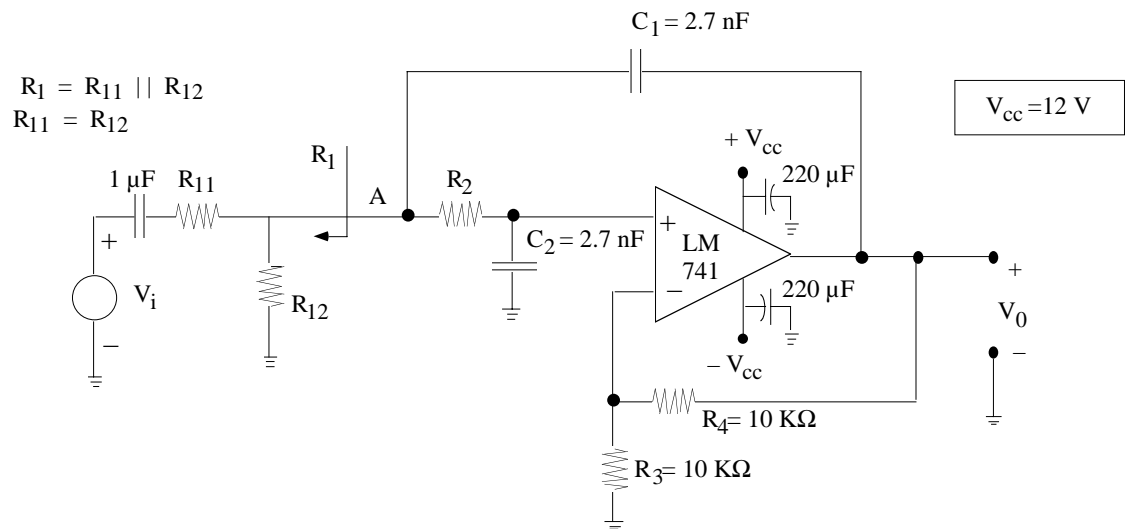 C1 = 2.7 nF
R1 = R11 || R12
R11 = R12
Vcc =12 V
1 µF
R11
R1
A
R2
+ Vcc
220 µF
+
Vi
−
R12
C2 = 2.7 nF
+
LM
741
−
220 µF
− Vcc
+
V0
−
R4= 10 KΩ
R3= 10 KΩ